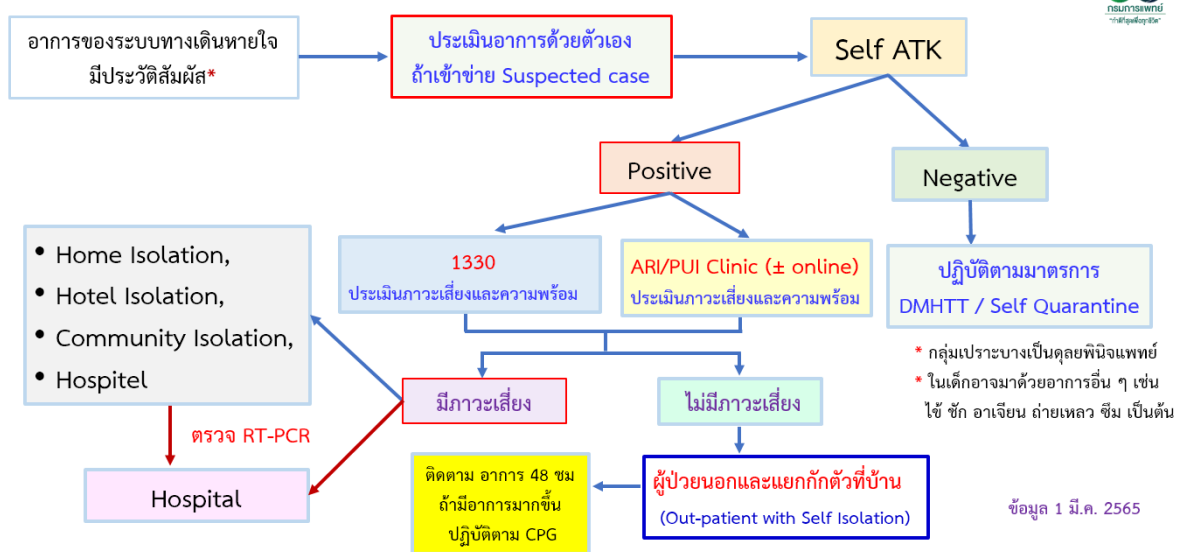 กรมการแพทย์
"ทำดีที่สุดเพื่อทุกชีวิต"
อาการของระบบทางเดินหายใจ
มีประวัติสัมผัส*
ประเมินอาการด้วยตัวเอง
ถ้าเข้าข่าย Suspected case
Self ATK
Positive
Negative
• Home Isolation,
• Hotel Isolation,
• Community Isolation,
• Hospitel
1330
ประเมินภาวะเสี่ยงและความพร้อม
ARI/PUI Clinic (± online)
ประเมินภาวะเสี่ยงและความพร้อม
ปฏิบัติตามมาตรการ
DMHTT / Self Quarantine
* กลุ่มเปราะบางเป็นดุลยพินิจแพทย์
* ในเด็กอาจมาด้วยอาการอื่น ๆ เช่น
ไข้ ชัก อาเจียน ถ่ายเหลว ซึม เป็นต้น
มีภาวะเสี่ยง
ไม่มีภาวะเสี่ยง
ตรวจ RT-PCR
Hospital
ติดตาม อาการ 48 ชม
ถ้ามีอาการมากขึ้น
ปฏิบัติตาม CPG
ผู้ป่วยนอกและแยกกักตัวที่บ้าน
(Out-patient with Self Isolation)
ข้อมูล 1 มี.ค. 2565